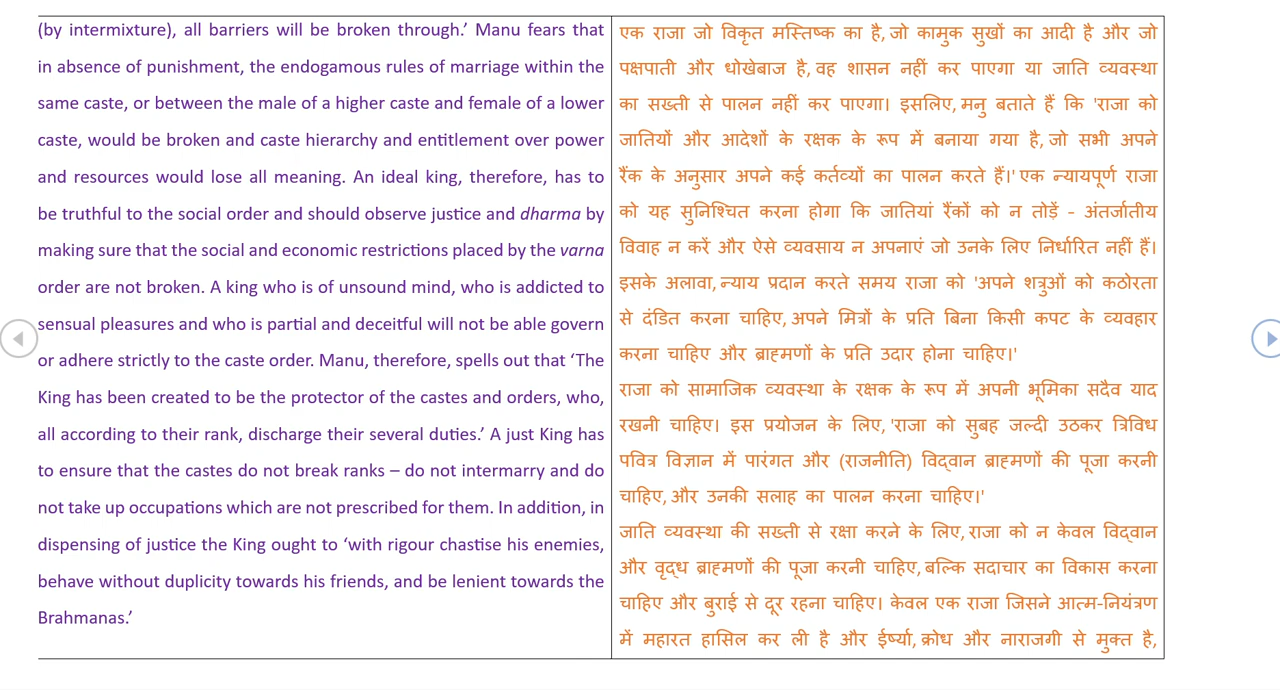 (by intermixture), all barriers will be broken through.’ Manu fears that
in absence of punishment, the endogamous rules of marriage within the
same caste, or between the male of a higher caste and female of a lower
caste, would be broken and caste hierarchy and entitlement over power
and resources would lose all meaning. An ideal king, therefore, has to
be truthful to the social order and should observe justice and dharma by
making sure that the social and economic restrictions placed by the varna
order are not broken. A king who is of unsound mind, who is addicted to
sensual pleasures and who is partial and deceitful will not be able govern
or adhere strictly to the caste order. Manu, therefore, spells out that ‘The
King has been created to be the protector of the castes and orders, who,
all according to their rank, discharge their several duties.’ A just King has
to ensure that the castes do not break ranks – do not intermarry and do
not take up occupations which are not prescribed for them. In addition, in
dispensing of justice the King ought to ‘with rigour chastise his enemies,
behave without duplicity towards his friends, and be lenient towards the
Brahmanas.’
एक राजा जो विकृत मस्तिष्क का है, जो कामुक सुखों का आदी है और जो
पक्षपाती और धोखेबाज है, वह शासन नहीं कर पाएगा या जाति व्यवस्था
का सख्ती से पालन नहीं कर पाएगा। इसलिए, मनु बताते हैं कि 'राजा को
जातियों और आदेशों के रक्षक के रूप में बनाया गया है, जो सभी अपने
रैंक के अनुसार अपने कई कर्तव्यों का पालन करते हैं।' एक न्यायपूर्ण राजा
को यह सुनिश्चित करना होगा कि जातियां रैंकों को न तोड़ें - अंतर्जातीय
विवाह न करें और ऐसे व्यवसाय न अपनाएं जो उनके लिए निर्धारित नहीं हैं।
इसके अलावा, न्याय प्रदान करते समय राजा को 'अपने शत्रुओं को कठोरता
से दंडित करना चाहिए, अपने मित्रों के प्रति बिना किसी कपट के व्यवहार
करना चाहिए और ब्राह्मणों के प्रति उदार होना चाहिए।'
राजा को सामाजिक व्यवस्था के रक्षक के रूप में अपनी भूमिका सदैव याद
रखनी चाहिए। इस प्रयोजन के लिए, 'राजा को सुबह जल्दी उठकर त्रिविध
पवित्र विज्ञान में पारंगत और (राजनीति) विद्वान ब्राह्मणों की पूजा करनी
चाहिए, और उनकी सलाह का पालन करना चाहिए।'
जाति व्यवस्था की सख्ती से रक्षा करने के लिए, राजा को न केवल विद्वान
और वृद्ध ब्राह्मणों की पूजा करनी चाहिए, बल्कि सदाचार का विकास करना
चाहिए और बुराई से दूर रहना चाहिए। केवल एक राजा जिसने आत्म-नियंत्रण
में महारत हासिल कर ली है और ईर्ष्या, क्रोध और नाराजगी से मुक्त है,